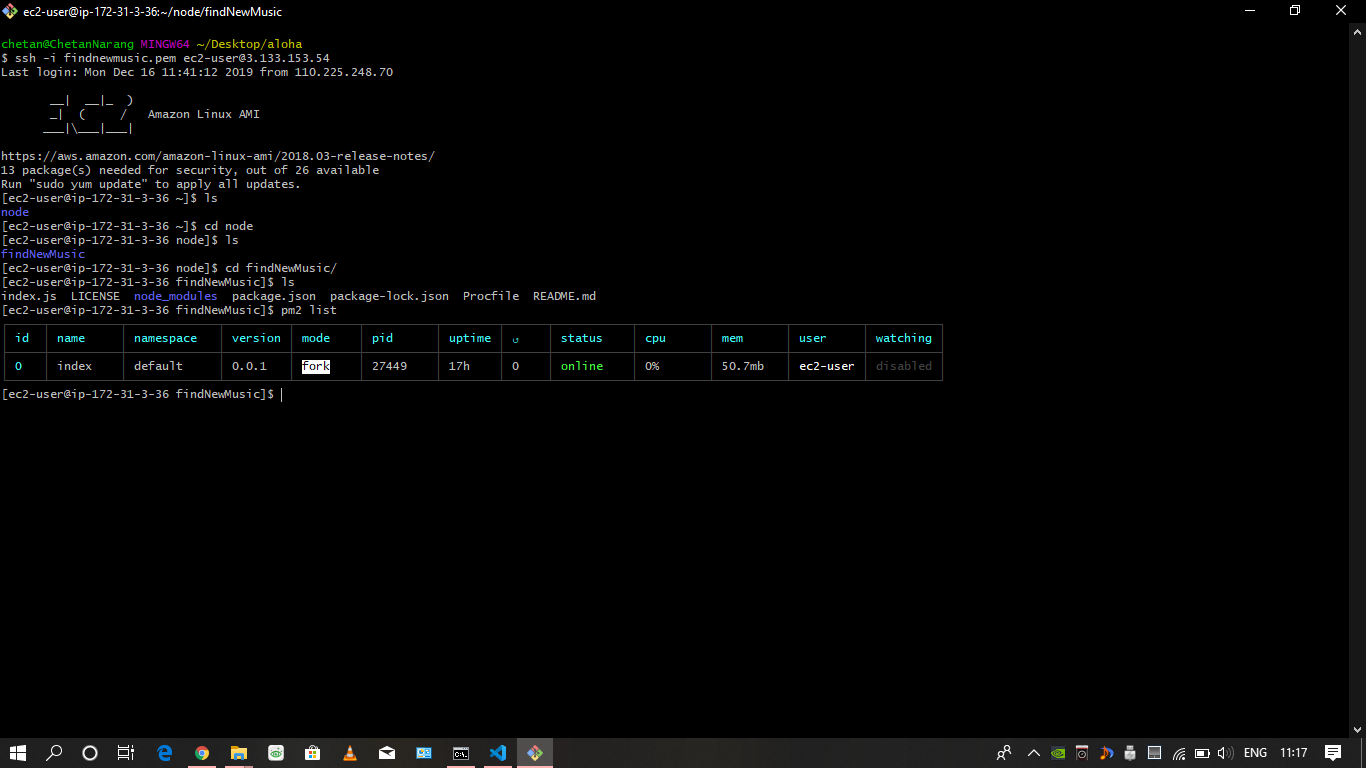 ec2-user@ip-172-31-3-36:~/node/findNewMusic
chetan@ChetanNarang MINGW64 ~/Desktop/aloha
$ ssh -i findnewmusic.pem ec2-user@3.133.153.54
Last login: Mon Dec 16 11:41:12 2019 from 110.225.248.70
__|  __|_  )
_|  (     /   Amazon Linux AMI
___|\___|___|
https://aws.amazon.com/amazon-linux-ami/2018.03-release-notes/
13 package(s) needed for security, out of 26 available
Run "sudo yum update" to apply all updates.
[ec2-user@ip-172-31-3-36 ~]$ ls
node
[ec2-user@ip-172-31-3-36 ~]$ cd node
[ec2-user@ip-172-31-3-36 node]$ ls
findNewMusic
[ec2-user@ip-172-31-3-36 node]$ cd findNewMusic/
[ec2-user@ip-172-31-3-36 findNewMusic]$ ls
index.js  LICENSE  node_modules  package.json  package-lock.json  Procfile  README.md
[ec2-user@ip-172-31-3-36 findNewMusic]$ pm2 list
id name namespace version mode pid uptime ↺ status cpu mem user watching
0 index default 0.0.1 fork 27449 17h 0 online 0% 50.7mb ec2-user disabled
[ec2-user@ip-172-31-3-36 findNewMusic]$
ENG 11:17